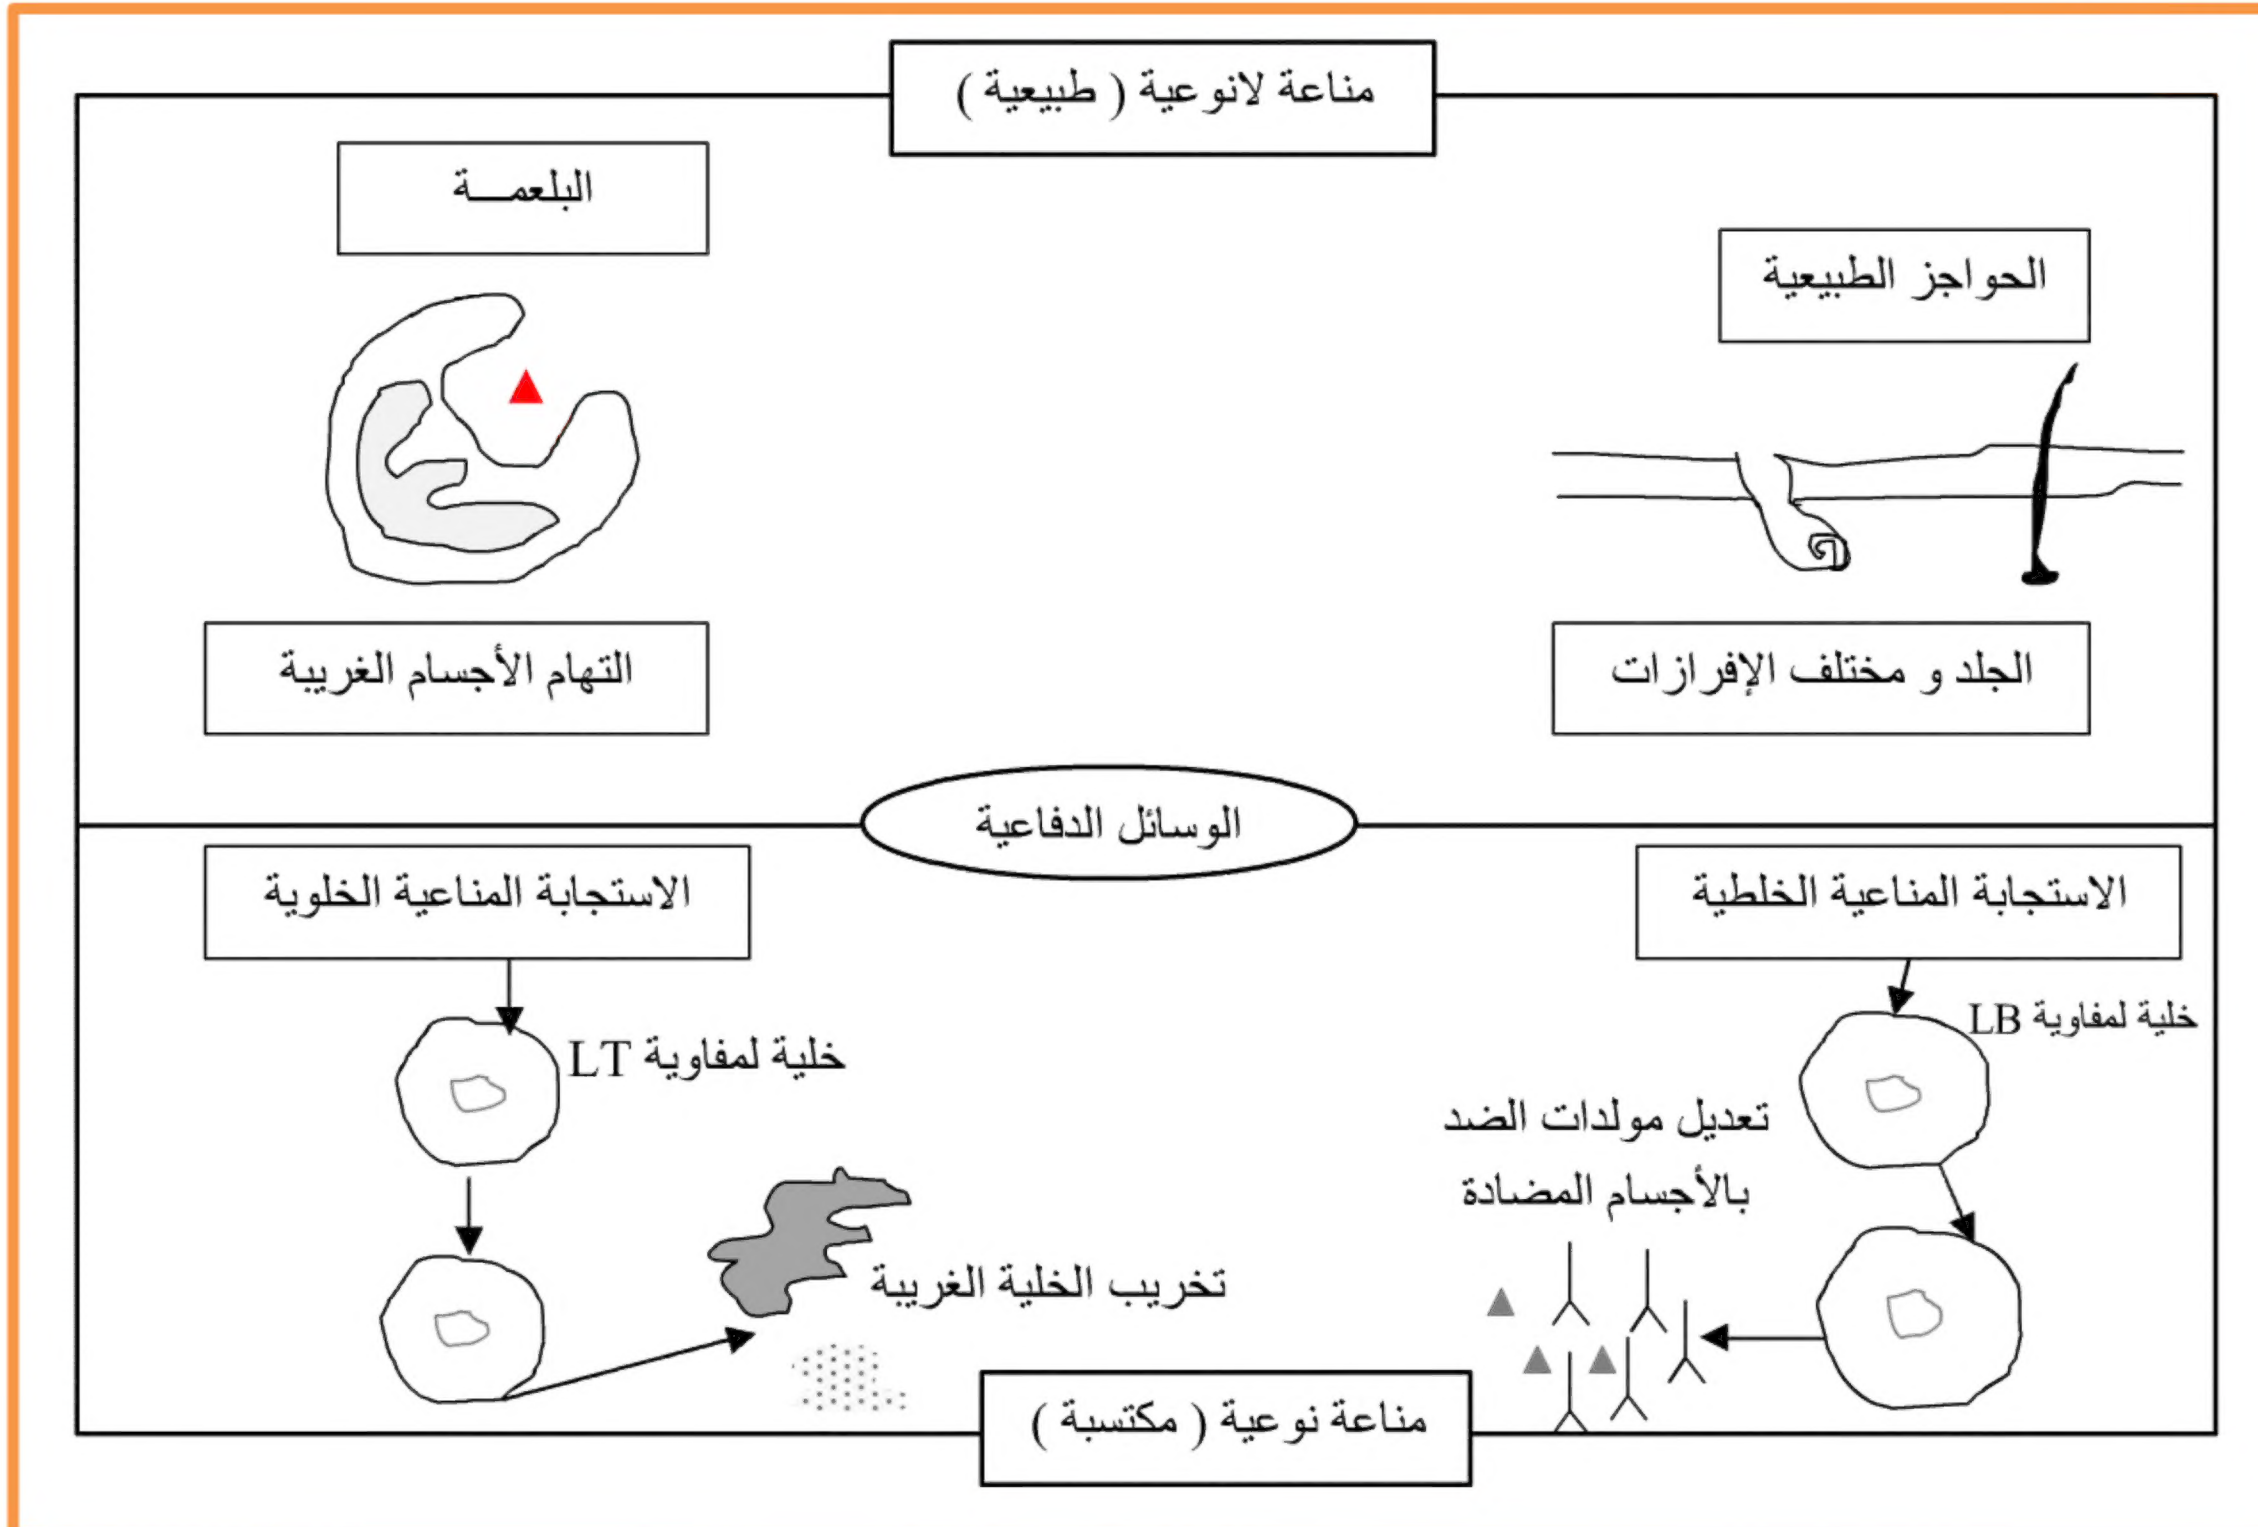 مناعة لانوعية ( طبيعية )
البلعمـــة
الحواجز الطبيعية
التهام الأجسام الغريبة
الجلد و مختلف الإفرازات
الوسائل الدفاعية
الاستجابة المناعية الخلطية
الاستجابة المناعية الخلوية
خلية لمفاوية LB
خلية لمفاوية LT
تعديل مولدات الضد
بالأجسام المضادة
تخريب الخلية الغريبة
مناعة نوعية ( مكتسبة )